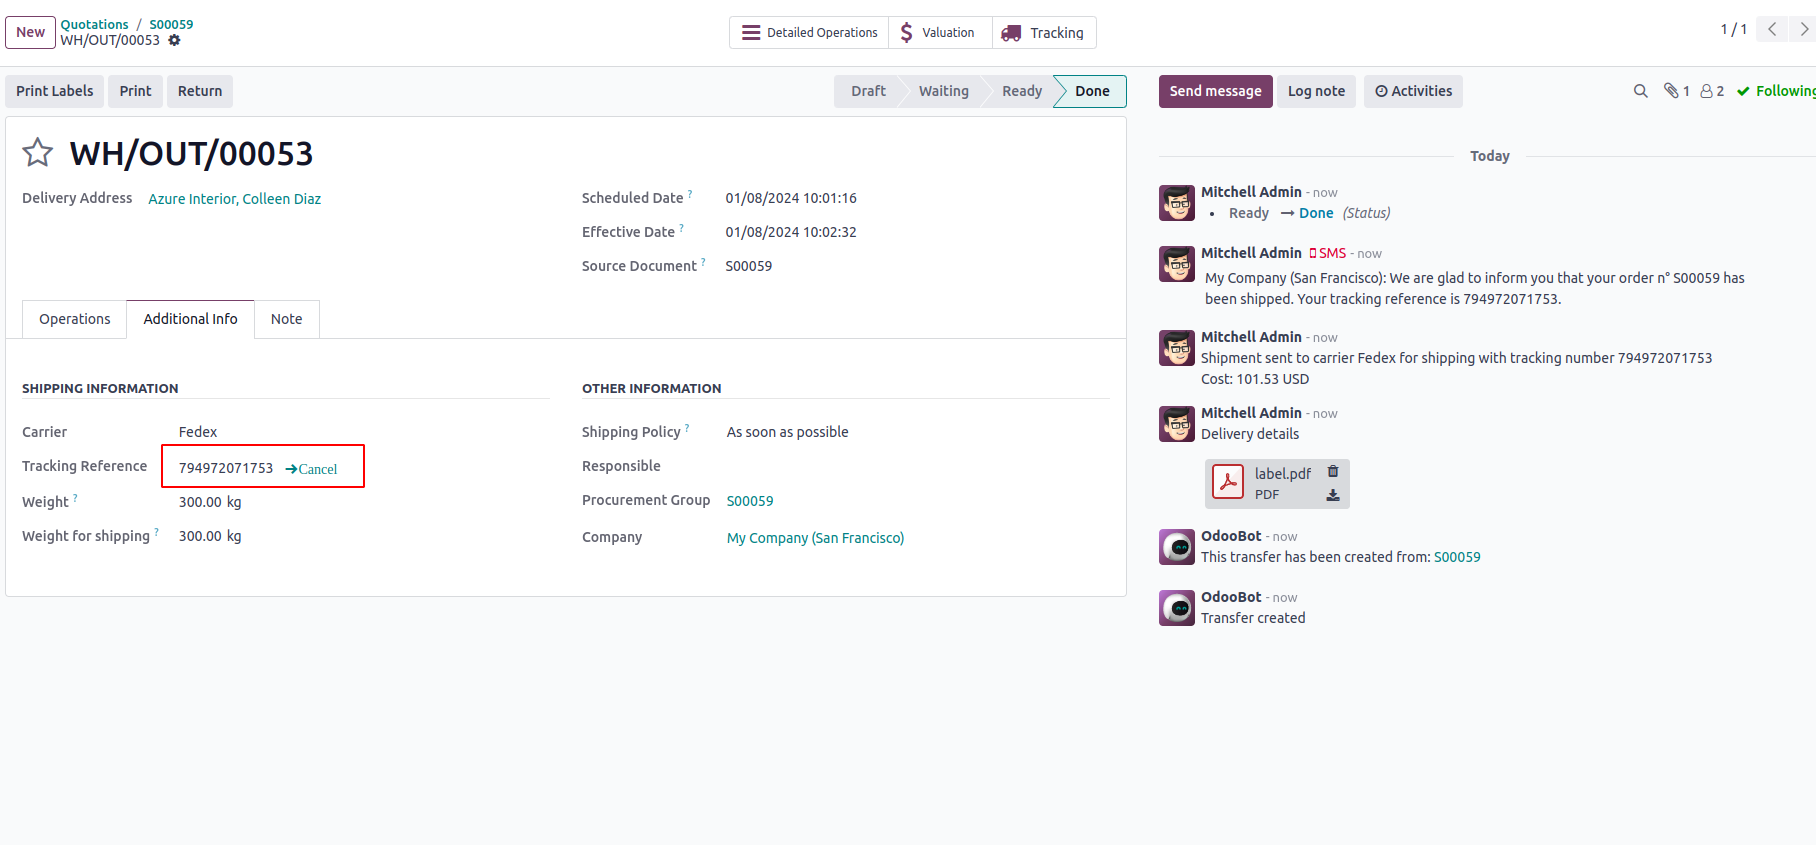 New
Quotations / S00059
WH/OUT/00053
Detailed Operations
Valuation
Tracking
1 / 1
Print Labels
Print
Return
Draft
Waiting
Ready
Done
Send message
Log note
Activities
1
2
Following
WH/OUT/00053
Delivery Address Azure Interior, Colleen Diaz
Scheduled Date ? 01/08/2024 10:01:16
Effective Date ? 01/08/2024 10:02:32
Source Document ? S00059
Operations
Additional Info
Note
SHIPPING INFORMATION
Carrier Fedex
Tracking Reference 794972071753 ➔Cancel
Weight ? 300.00 kg
Weight for shipping ? 300.00 kg
OTHER INFORMATION
Shipping Policy ? As soon as possible
Responsible
Procurement Group S00059
Company My Company (San Francisco)
Today
Mitchell Admin - now
• Ready → Done (Status)
Mitchell Admin SMS - now
My Company (San Francisco): We are glad to inform you that your order n° S00059 has
been shipped. Your tracking reference is 794972071753.
Mitchell Admin - now
Shipment sent to carrier Fedex for shipping with tracking number 794972071753
Cost: 101.53 USD
Mitchell Admin - now
Delivery details
label.pdf
PDF
OdooBot - now
This transfer has been created from: S00059
OdooBot - now
Transfer created